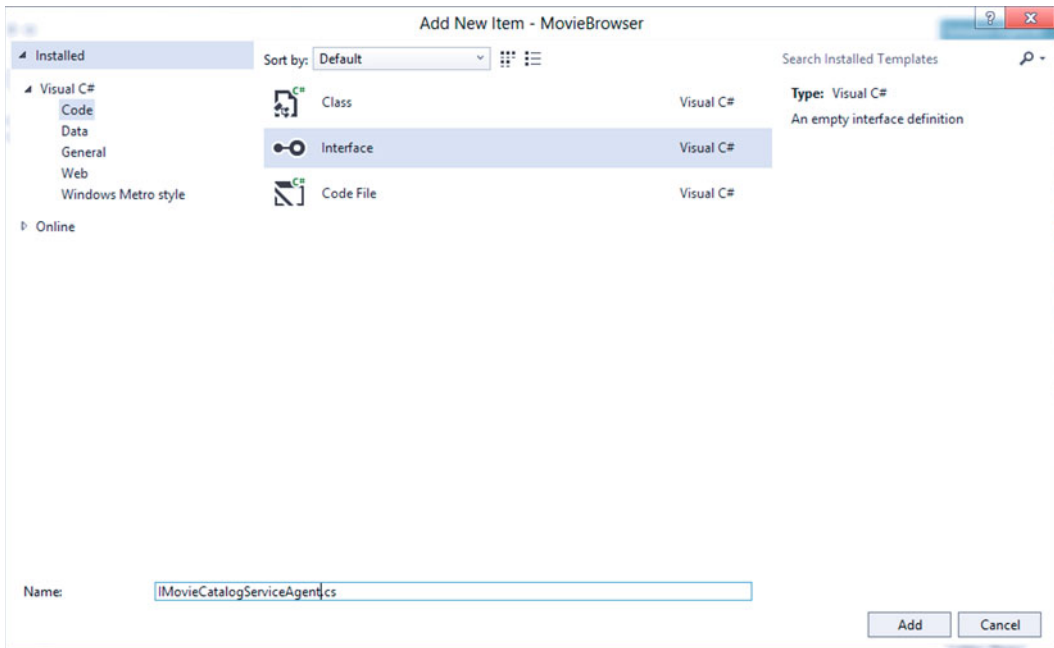 Add New Item - MovieBrowser
?
Installed
Sort by: Default
Search Installed Templates
Visual C#
Code
Data
General
Web
Windows Metro style
Online
C#
Class
Visual C#
Interface
Visual C#
C#
Code File
Visual C#
Type: Visual C#
An empty interface definition
Name:
IMovieCatalogServiceAgent.cs
Add
Cancel